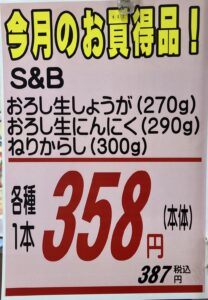 今月のお買得品!
S&B
おろし生しょうが(270g)
おろし生にんにく(290g)
ねりからし(300g)
各種
1本
358円(本体)
387税込円